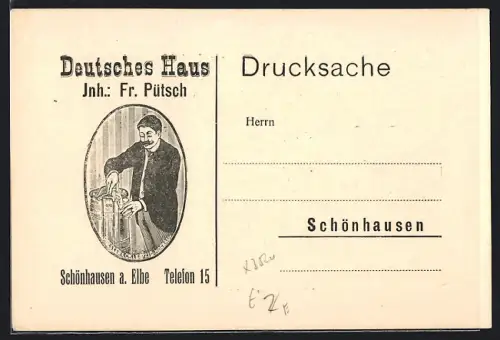 Deutsches Haus
Jnh.: Fr. Pütsch
Schönhausen a. Elbe Telefon 15
Drucksache
Herrn
Schönhausen